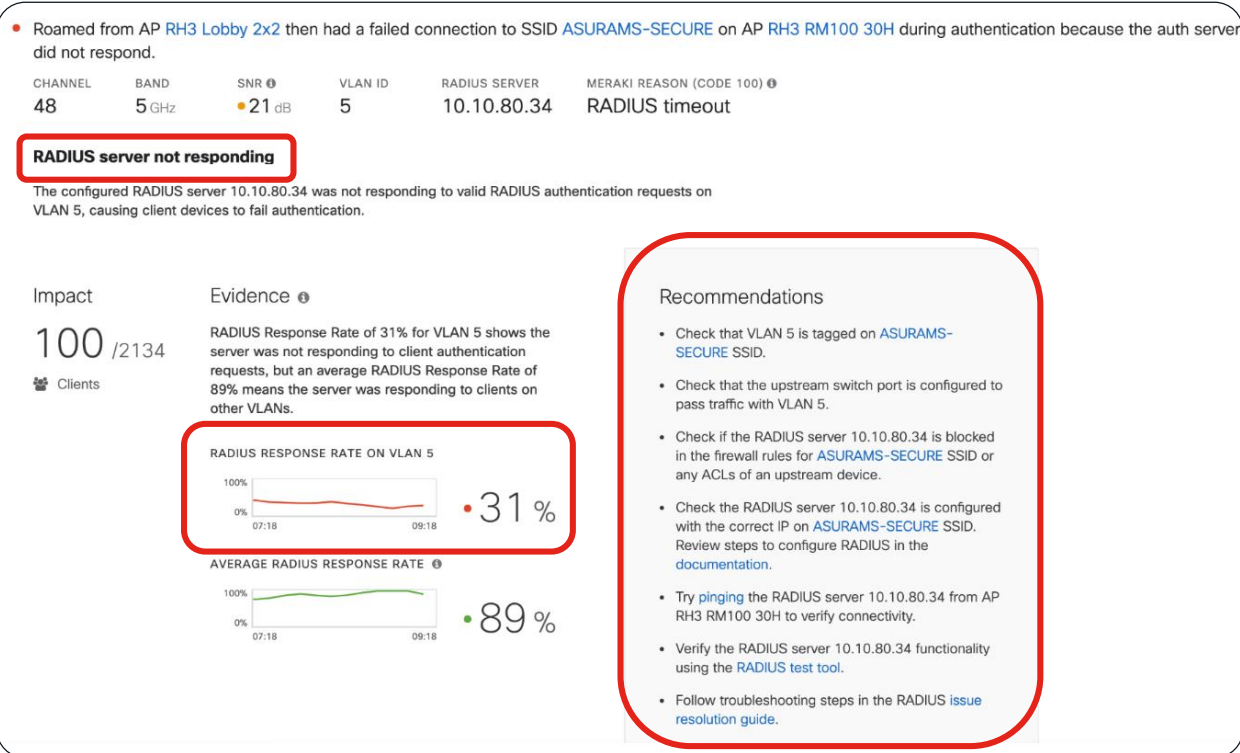 Roamed from AP RH3 Lobby 2x2 then had a failed connection to SSID ASURAMS-SECURE on AP RH3 RM100 30H during authentication because the auth server
did not respond.
CHANNEL BAND SNR VLAN ID RADIUS SERVER MERAKI REASON (CODE 100)
48 5 GHz 21 dB 5 10.10.80.34 RADIUS timeout
RADIUS server not responding
The configured RADIUS server 10.10.80.34 was not responding to valid RADIUS authentication requests on
VLAN 5, causing client devices to fail authentication.
Impact
100 /2134
Clients
Evidence
RADIUS Response Rate of 31% for VLAN 5 shows the
server was not responding to client authentication
requests, but an average RADIUS Response Rate of
89% means the server was responding to clients on
other VLANs.
RADIUS RESPONSE RATE ON VLAN 5
100%
0%
07:18 09:18
31 %
AVERAGE RADIUS RESPONSE RATE
100%
0%
07:18 09:18
89 %
Recommendations
• Check that VLAN 5 is tagged on ASURAMS-
SECURE SSID.
• Check that the upstream switch port is configured to
pass traffic with VLAN 5.
• Check if the RADIUS server 10.10.80.34 is blocked
in the firewall rules for ASURAMS-SECURE SSID or
any ACLs of an upstream device.
• Check the RADIUS server 10.10.80.34 is configured
with the correct IP on ASURAMS-SECURE SSID.
Review steps to configure RADIUS in the
documentation.
• Try pinging the RADIUS server 10.10.80.34 from AP
RH3 RM100 30H to verify connectivity.
• Verify the RADIUS server 10.10.80.34 functionality
using the RADIUS test tool.
• Follow troubleshooting steps in the RADIUS issue
resolution guide.